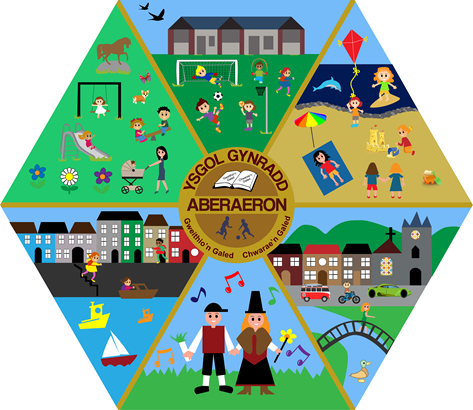 YSGOL GYNRADD
ABERAERON
Gweithio'n Galed Chwarae'n Galed